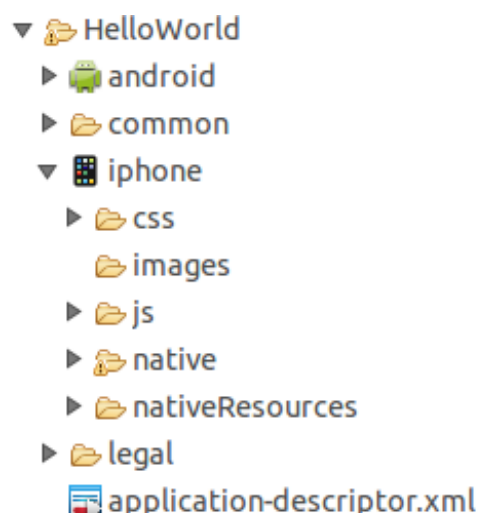 HelloWorld
android
common
iphone
css
images
js
native
nativeResources
legal
application-descriptor.xml